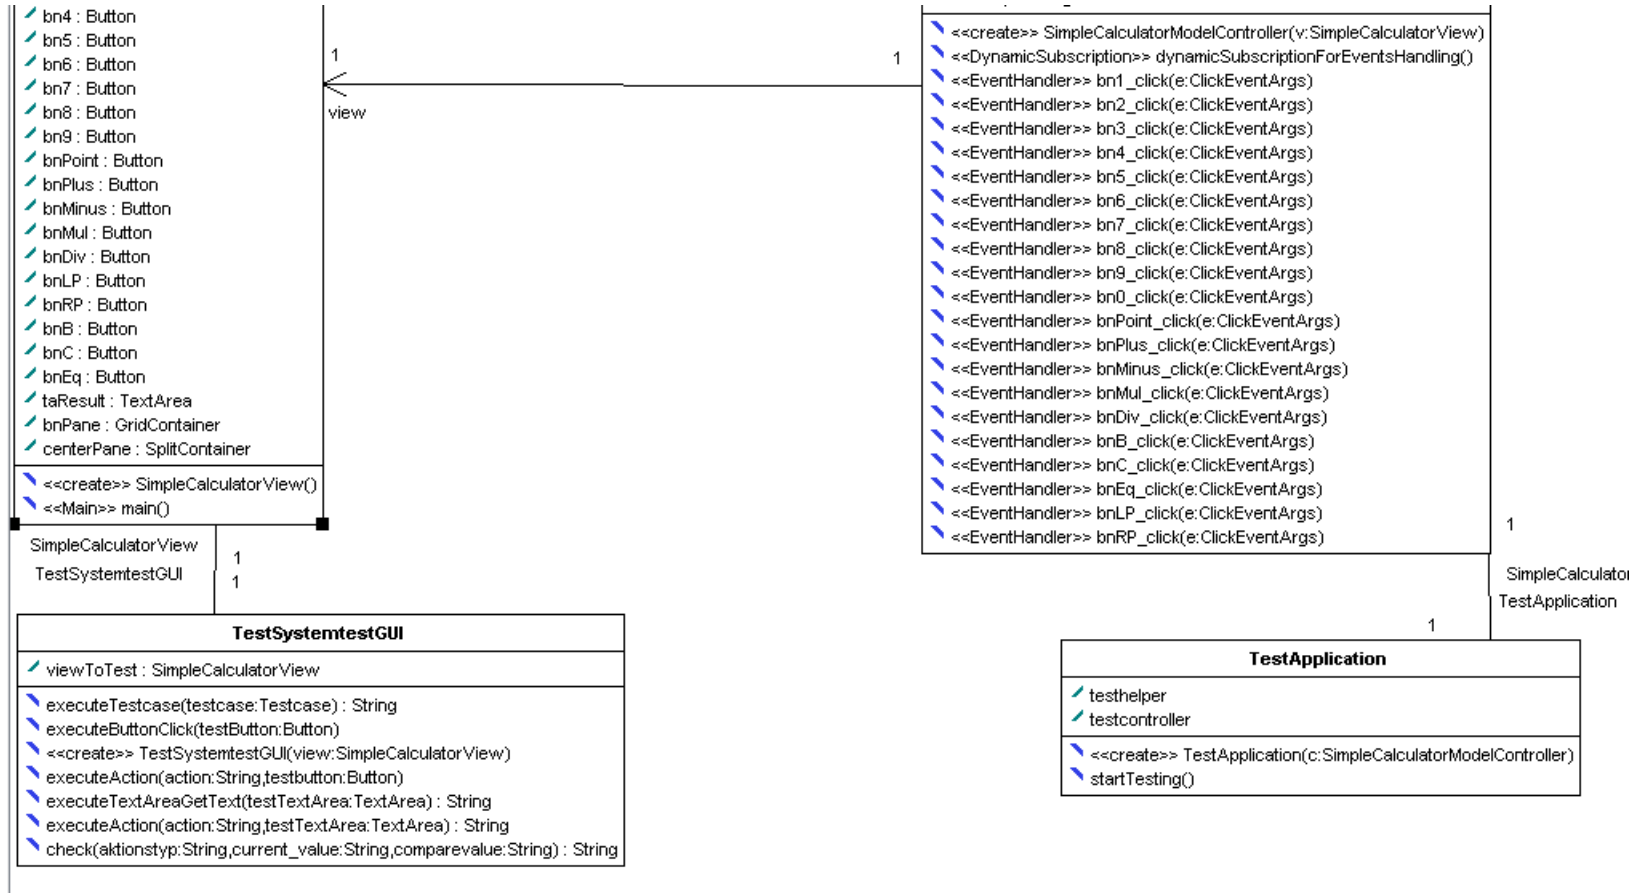 bn4 : Button
bn5 : Button
bn6 : Button
bn7 : Button
bn8 : Button
bn9 : Button
bnPoint : Button
bnPlus : Button
bnMinus : Button
bnMul : Button
bnDiv : Button
bnLP : Button
bnRP : Button
bnB : Button
bnC : Button
bnEq : Button
taResult : TextArea
bnPane : GridContainer
centerPane : SplitContainer
<<create>> SimpleCalculatorView()
<<Main>> main()
1
view
1
<<create>> SimpleCalculatorModelController(v:SimpleCalculatorView)
<<DynamicSubscription>> dynamicSubscriptionForEventsHandling()
<<EventHandler>> bn1_click(e:ClickEventArgs)
<<EventHandler>> bn2_click(e:ClickEventArgs)
<<EventHandler>> bn3_click(e:ClickEventArgs)
<<EventHandler>> bn4_click(e:ClickEventArgs)
<<EventHandler>> bn5_click(e:ClickEventArgs)
<<EventHandler>> bn6_click(e:ClickEventArgs)
<<EventHandler>> bn7_click(e:ClickEventArgs)
<<EventHandler>> bn8_click(e:ClickEventArgs)
<<EventHandler>> bn9_click(e:ClickEventArgs)
<<EventHandler>> bn0_click(e:ClickEventArgs)
<<EventHandler>> bnPoint_click(e:ClickEventArgs)
<<EventHandler>> bnPlus_click(e:ClickEventArgs)
<<EventHandler>> bnMinus_click(e:ClickEventArgs)
<<EventHandler>> bnMul_click(e:ClickEventArgs)
<<EventHandler>> bnDiv_click(e:ClickEventArgs)
<<EventHandler>> bnB_click(e:ClickEventArgs)
<<EventHandler>> bnC_click(e:ClickEventArgs)
<<EventHandler>> bnEq_click(e:ClickEventArgs)
<<EventHandler>> bnLP_click(e:ClickEventArgs)
<<EventHandler>> bnRP_click(e:ClickEventArgs)
SimpleCalculatorView
1
TestSystemtestGUI
1
TestSystemtestGUI
viewToTest : SimpleCalculatorView
executeTestcase(testcase:Testcase) : String
executeButtonClick(testButton:Button)
<<create>> TestSystemtestGUI(view:SimpleCalculatorView)
executeAction(action:String,testbutton:Button)
executeTextAreaGetText(testTextArea:TextArea) : String
executeAction(action:String,testTextArea:TextArea) : String
check(aktionstyp:String,current_value:String,comparevalue:String) : String
1
SimpleCalculator
TestApplication
1
TestApplication
testhelper
testcontroller
<<create>> TestApplication(c:SimpleCalculatorModelController)
startTesting()